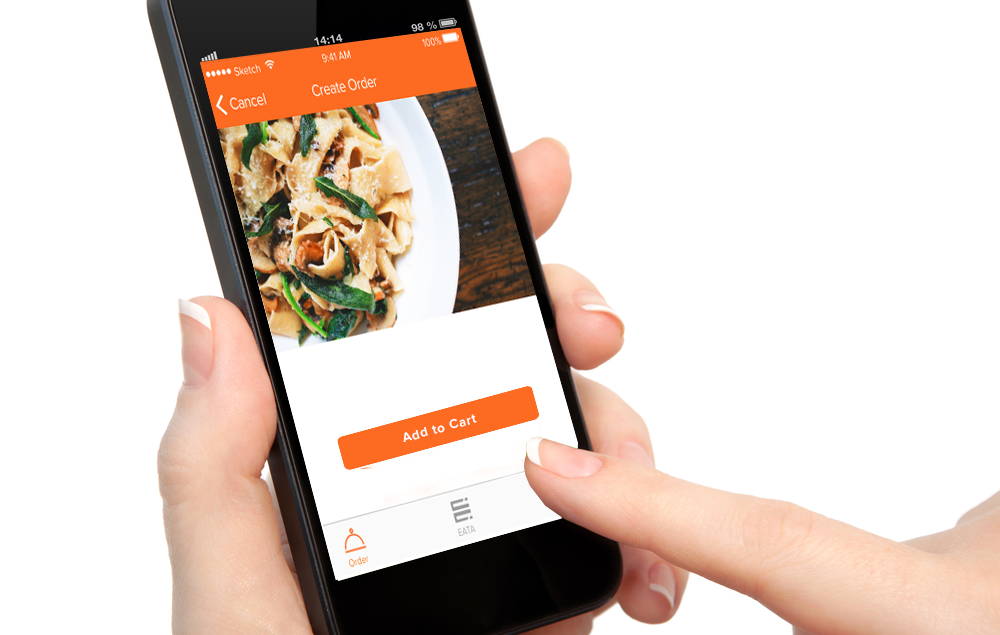 14:14
98 %
Sketch
9:41 AM
100%
Cancel
Create Order
Add to Cart
Order
EATA